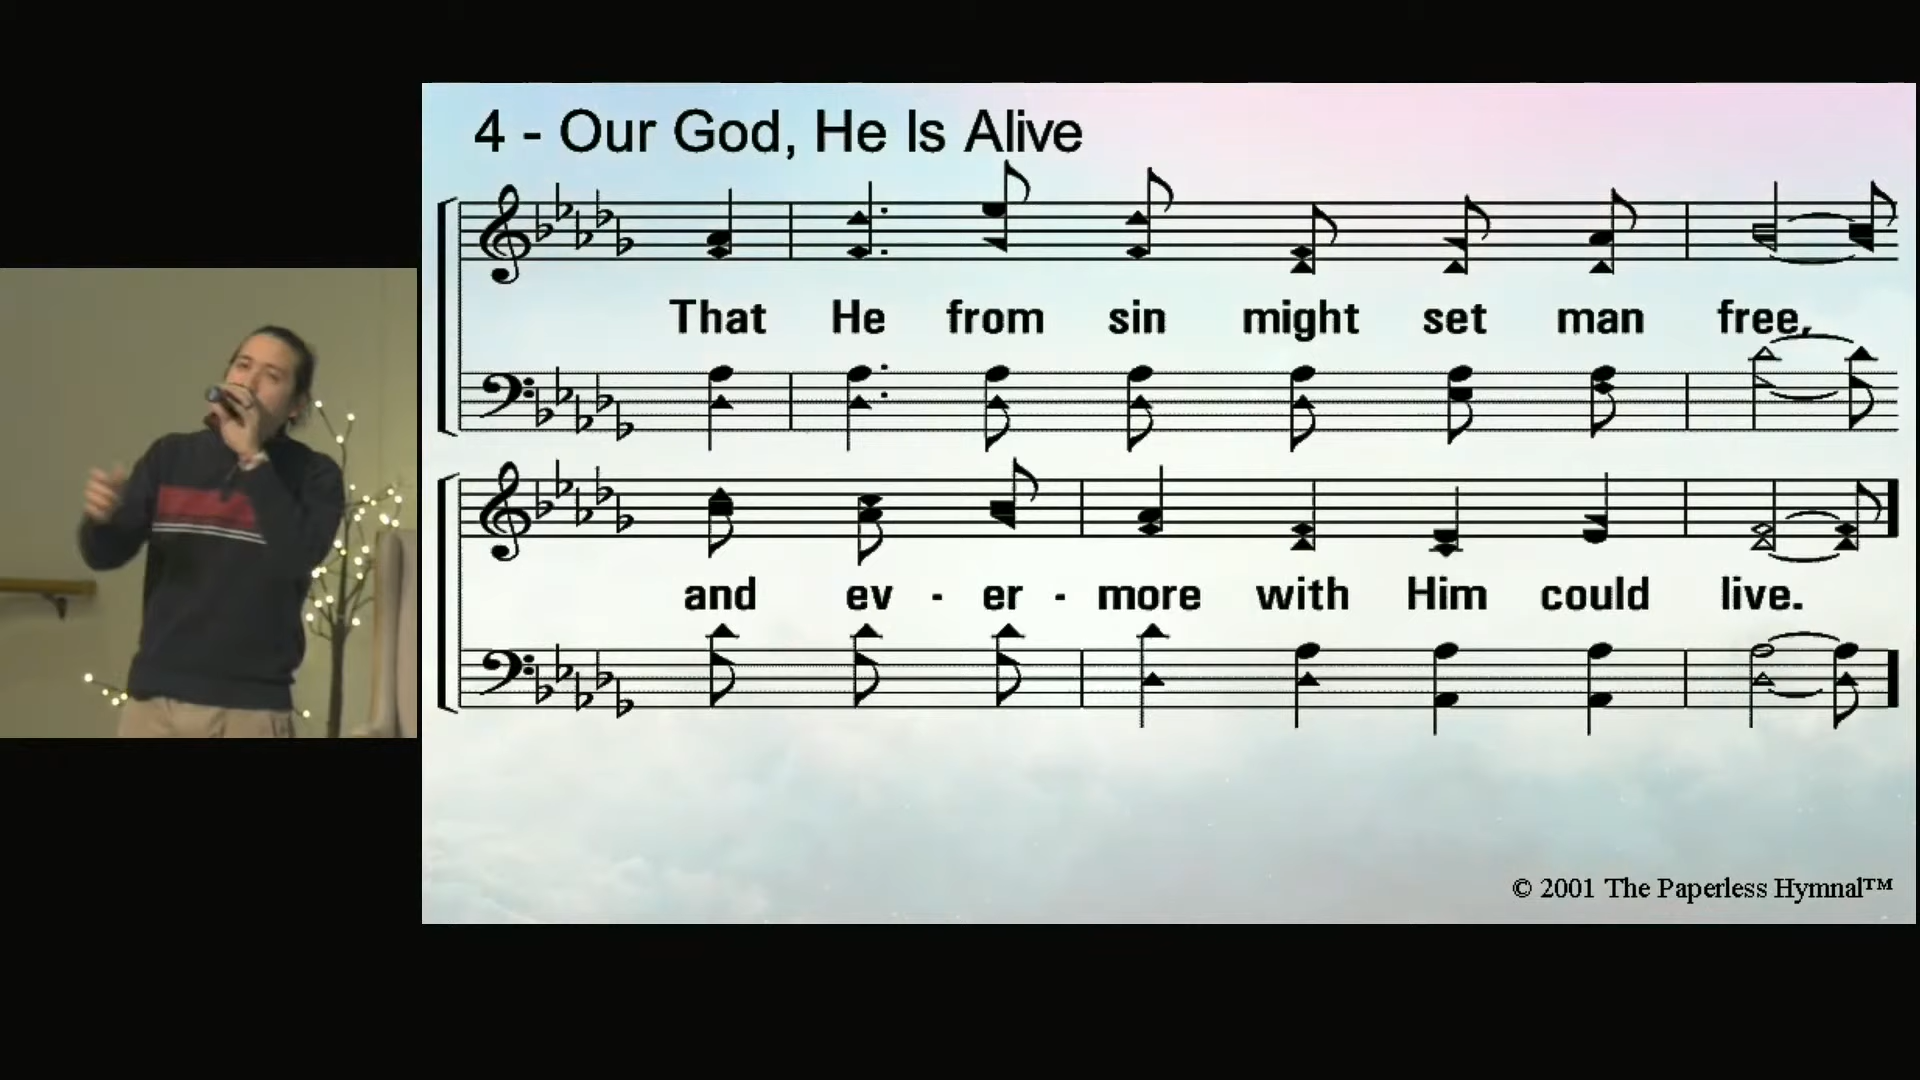 4 - Our God, He Is Alive
That He from sin might set man free,
and ev - er - more with Him could live.
© 2001 The Paperless Hymnal™